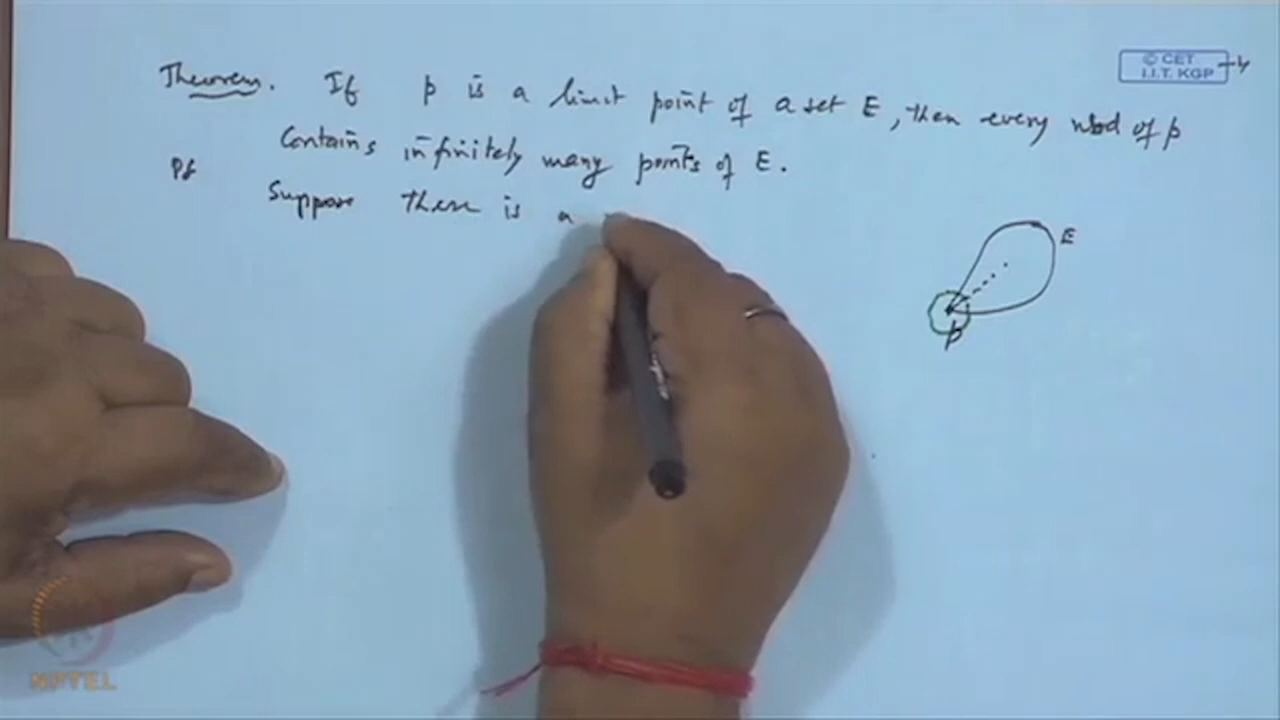 © CET
I.I.T. KGP
Theorem. If p is a limit point of a set E, then every nbd of p
Contains infinitely many points of E.
Pf
Suppose there is a
E
p
NPTEL